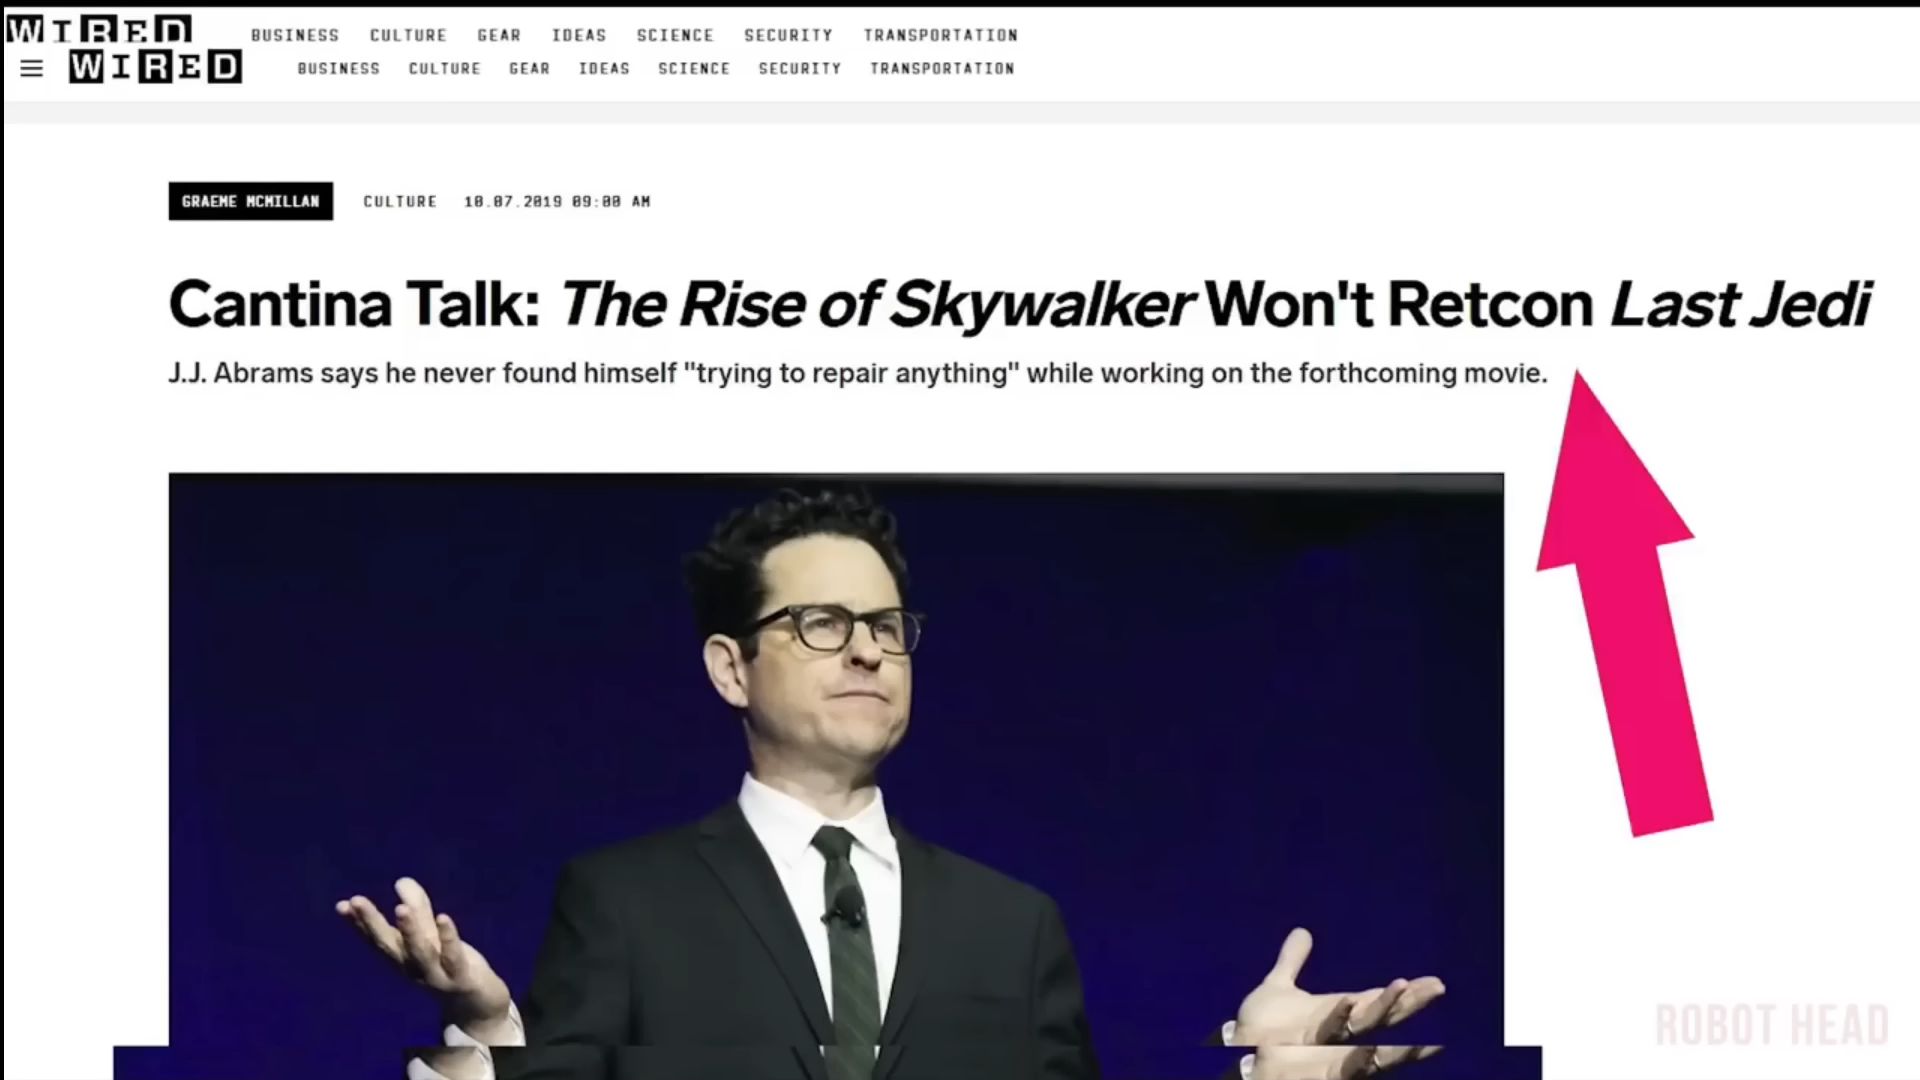 WIRED BUSINESS CULTURE GEAR IDEAS SCIENCE SECURITY TRANSPORTATION
WIRED BUSINESS CULTURE GEAR IDEAS SCIENCE SECURITY TRANSPORTATION
GRAEME MCMILLAN CULTURE 10.07.2019 09:00 AM
Cantina Talk: The Rise of Skywalker Won't Retcon Last Jedi
J.J. Abrams says he never found himself "trying to repair anything" while working on the forthcoming movie.
ROBOT HEAD